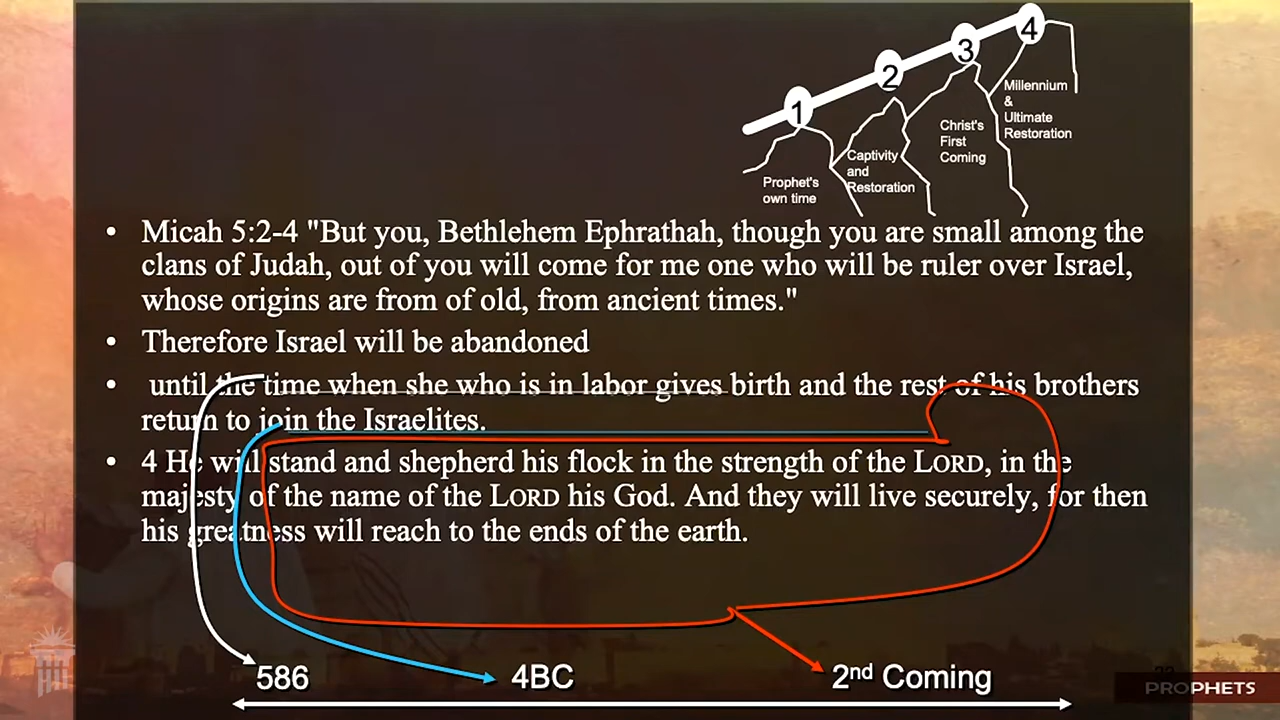 4
3
2
1
Millennium
&
Ultimate
Restoration
Christ's
First
Coming
Captivity
and
Restoration
Prophet's
own time
• Micah 5:2-4 "But you, Bethlehem Ephrathah, though you are small among the
clans of Judah, out of you will come for me one who will be ruler over Israel,
whose origins are from of old, from ancient times."
• Therefore Israel will be abandoned
• until the time when she who is in labor gives birth and the rest of his brothers
return to join the Israelites.
• 4 He will stand and shepherd his flock in the strength of the LORD, in the
majesty of the name of the LORD his God. And they will live securely, for then
his greatness will reach to the ends of the earth.
586 4BC 2nd Coming
PROPHETS